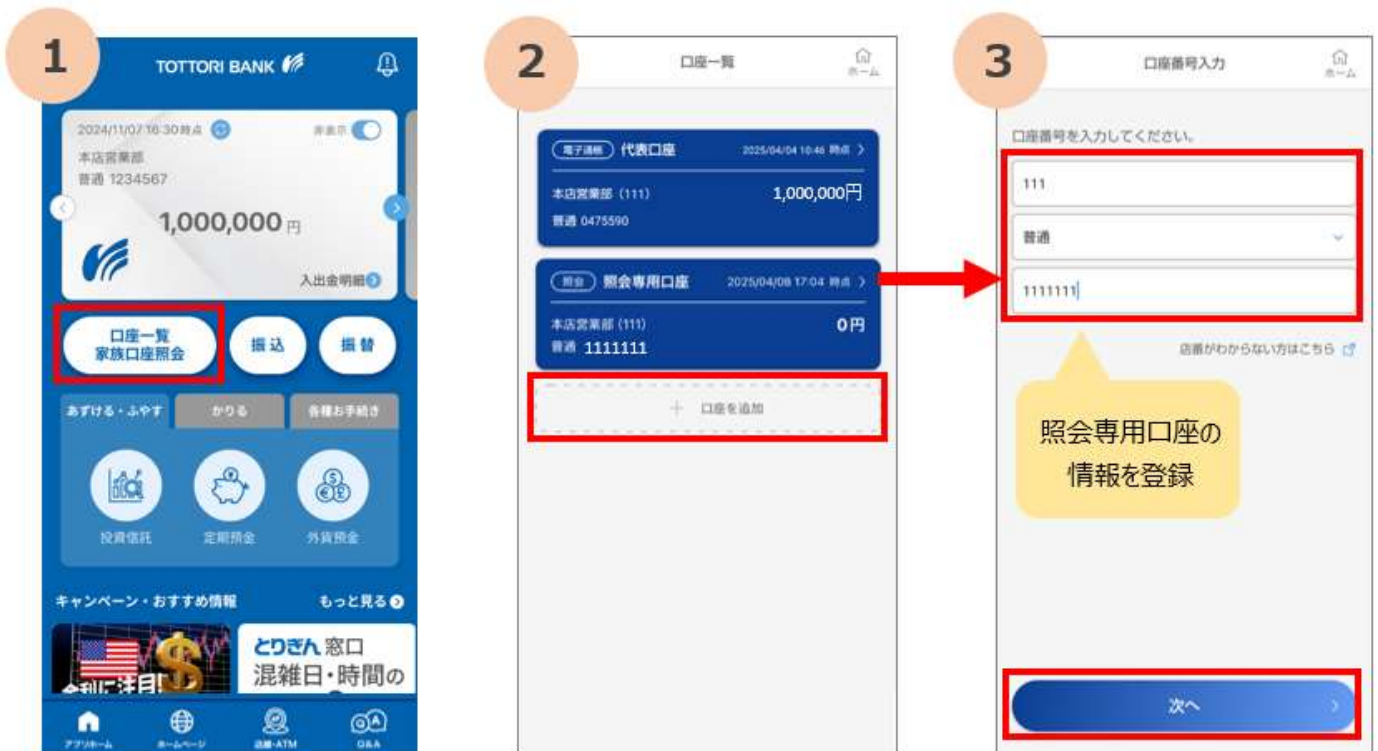 1
TOTTORI BANK
2024/11/07 16:30時点
非表示
本店営業部
普通 1234567
1,000,000 円
入出金明細
口座一覧
家族口座照会
振込
振替
あずける・ふやす
かりる
各種お手続き
投資信託
定期預金
外貨預金
キャンペーン・おすすめ情報
もっと見る
金利に注目!
とりぎん 窓口
混雑日・時間の
アプリホーム
ホームページ
店舗・ATM
Q&A
2
口座一覧
ホーム
電子通帳 代表口座 2025/04/04 10:46 時点
本店営業部 (111) 1,000,000円
普通 0475590
照会 照会専用口座 2025/04/08 17:04 時点
本店営業部 (111) 0円
普通 1111111
+ 口座を追加
3
口座番号入力
ホーム
口座番号を入力してください。
111
普通
1111111
店番がわからない方はこちら
照会専用口座の
情報を登録
次へ